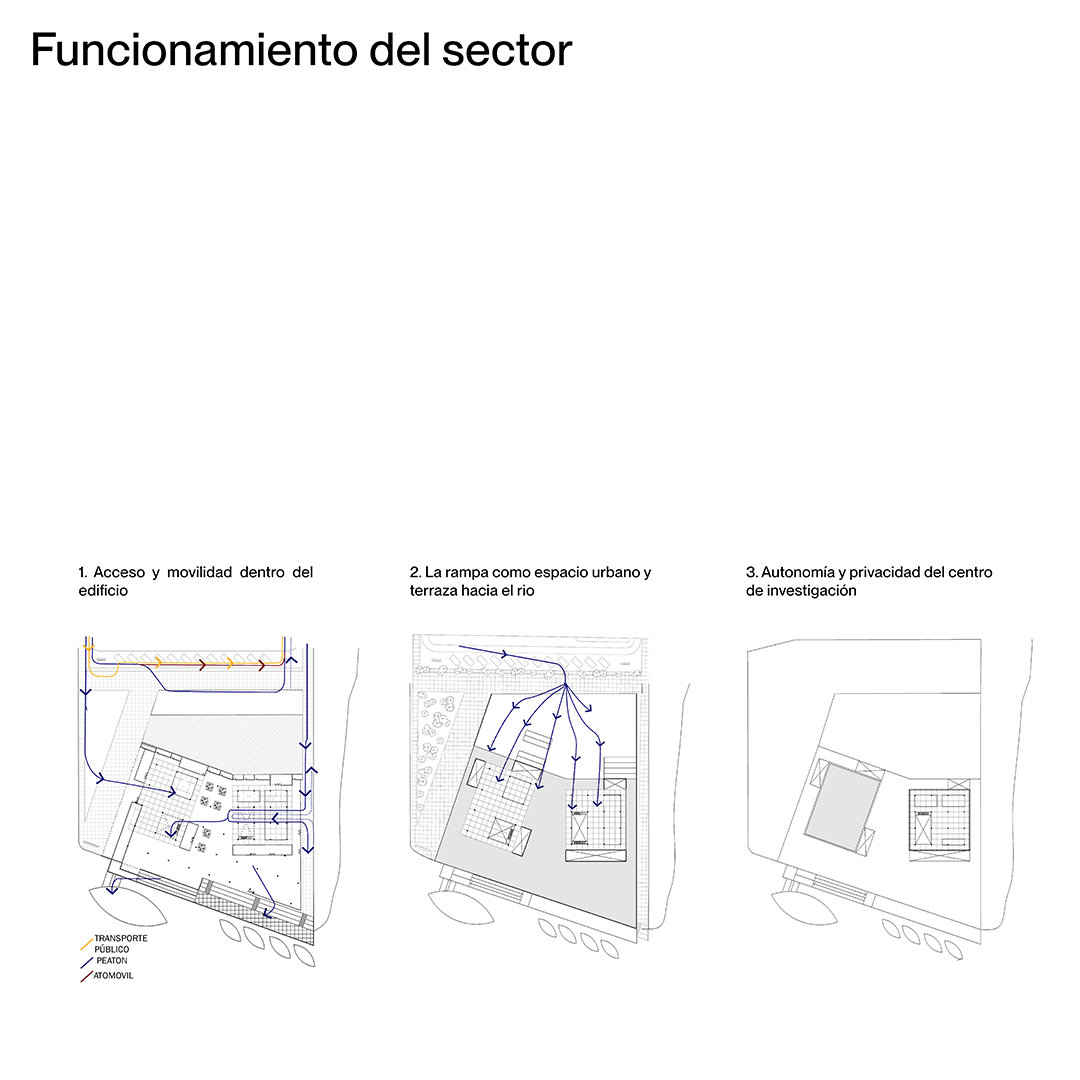 Funcionamiento del sector
1. Acceso y movilidad dentro del
edificio
2. La rampa como espacio urbano y
terraza hacia el rio
3. Autonomía y privacidad del centro
de investigación
TRANSPORTE
PÚBLICO
PEATON
ATOMOVIL